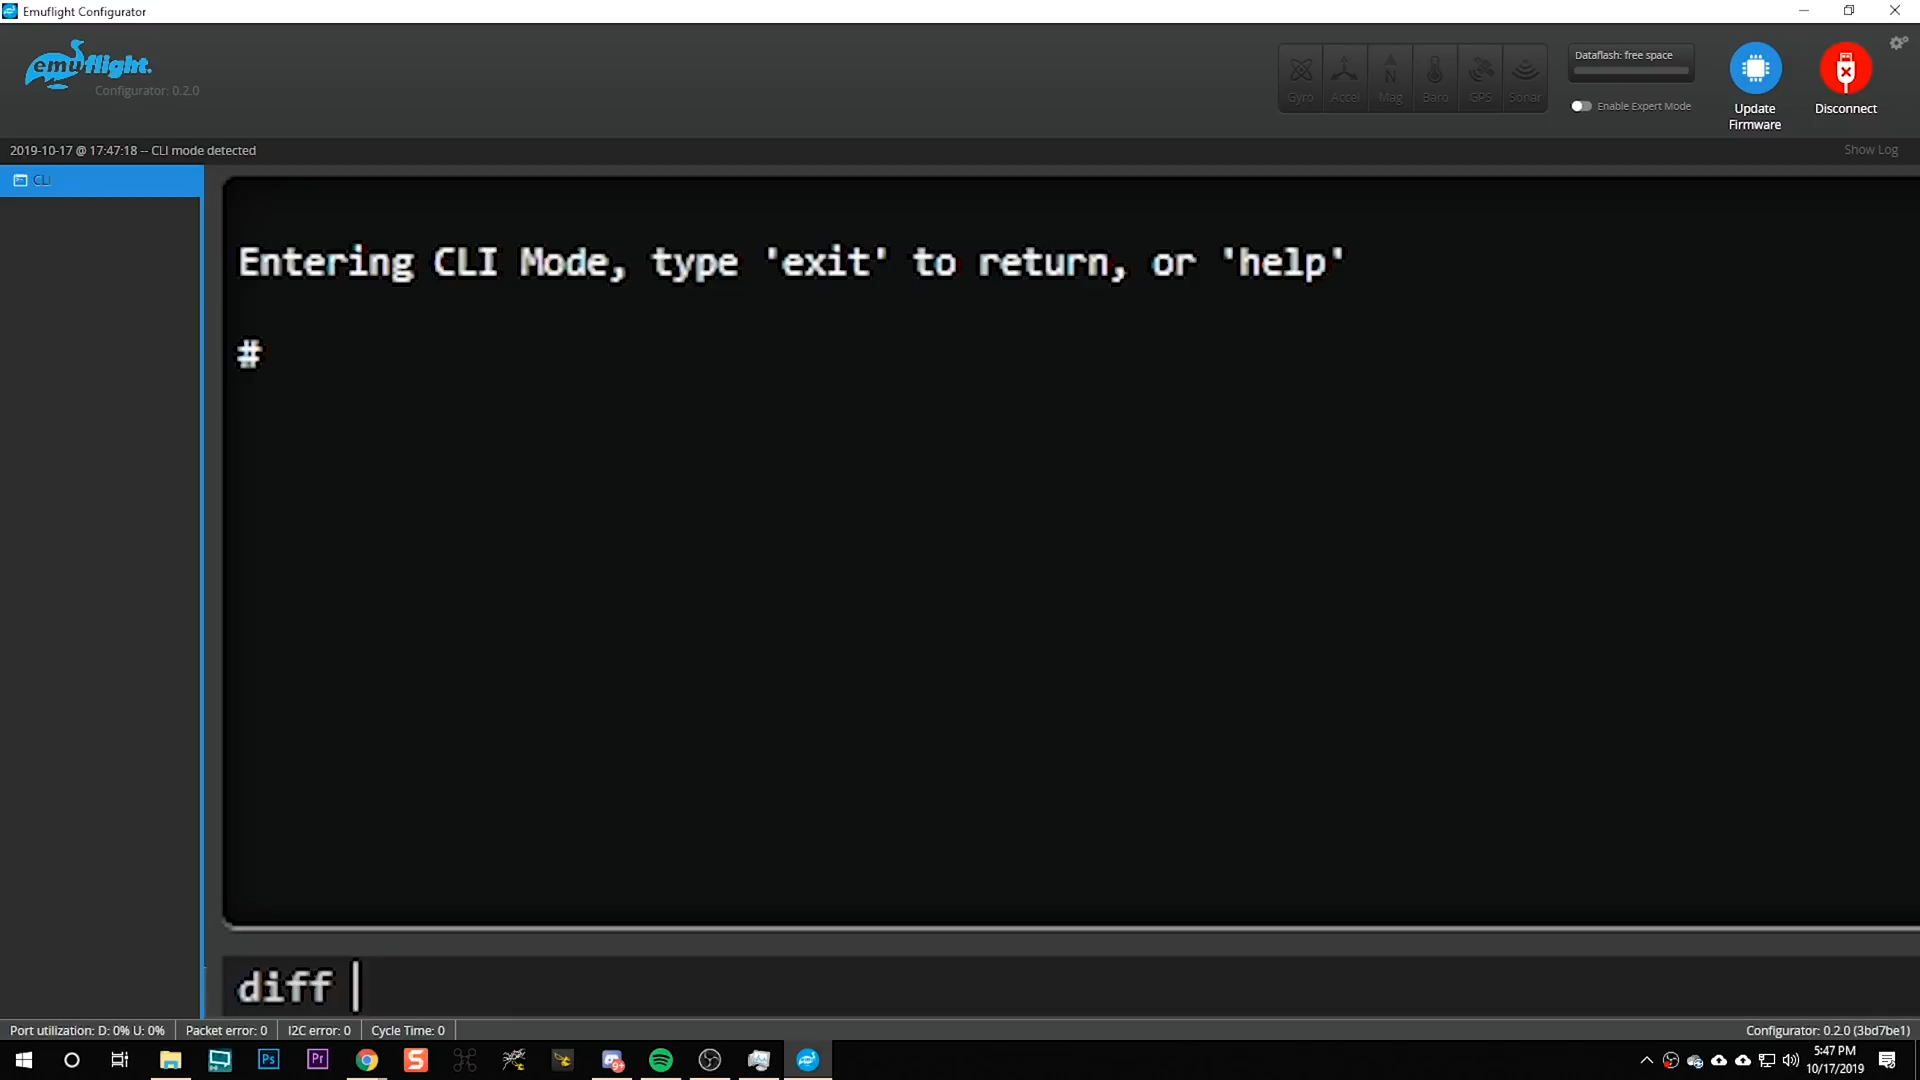 Emuflight Configurator
emuflight.
Configurator: 0.2.0
Gyro
Accel
Mag
Baro
GPS
Sonar
Dataflash: free space
Enable Expert Mode
Update
Firmware
Disconnect
2019-10-17 @ 17:47:18 -- CLI mode detected
Show Log
CLI
Entering CLI Mode, type 'exit' to return, or 'help'
#
diff
Port utilization: D: 0% U: 0%
Packet error: 0
I2C error: 0
Cycle Time: 0
Configurator: 0.2.0 (3bd7be1)
Ps
Pr
S
9+
5:47 PM
10/17/2019